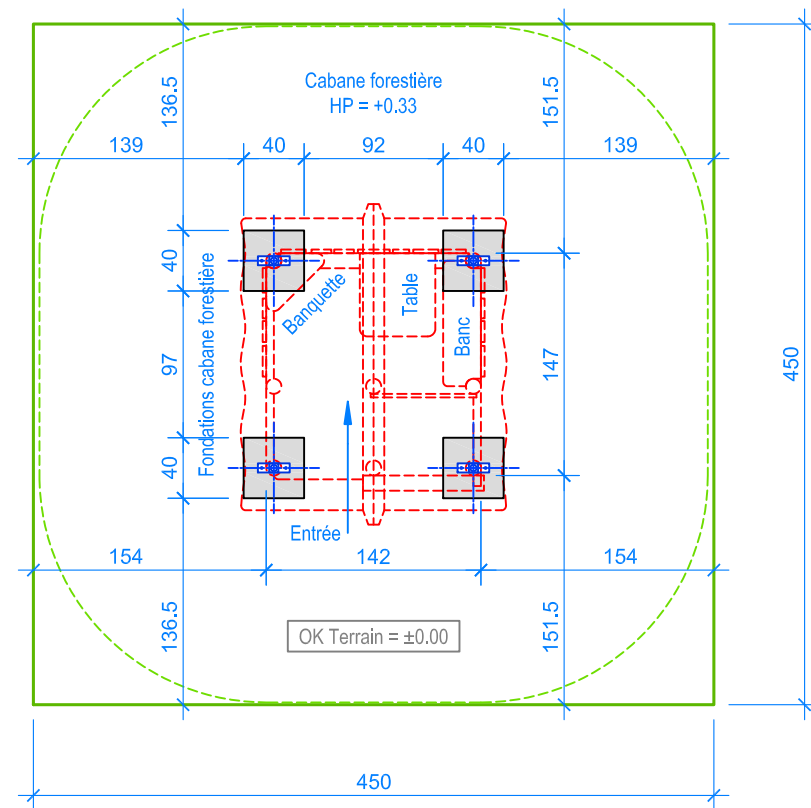 136.5
151.5
Cabane forestière
HP = +0.33
139
40
92
40
139
40
Fondations cabane forestière
Banquette
Table
Banc
97
147
450
40
Entrée
154
142
154
136.5
151.5
OK Terrain = ±0.00
450